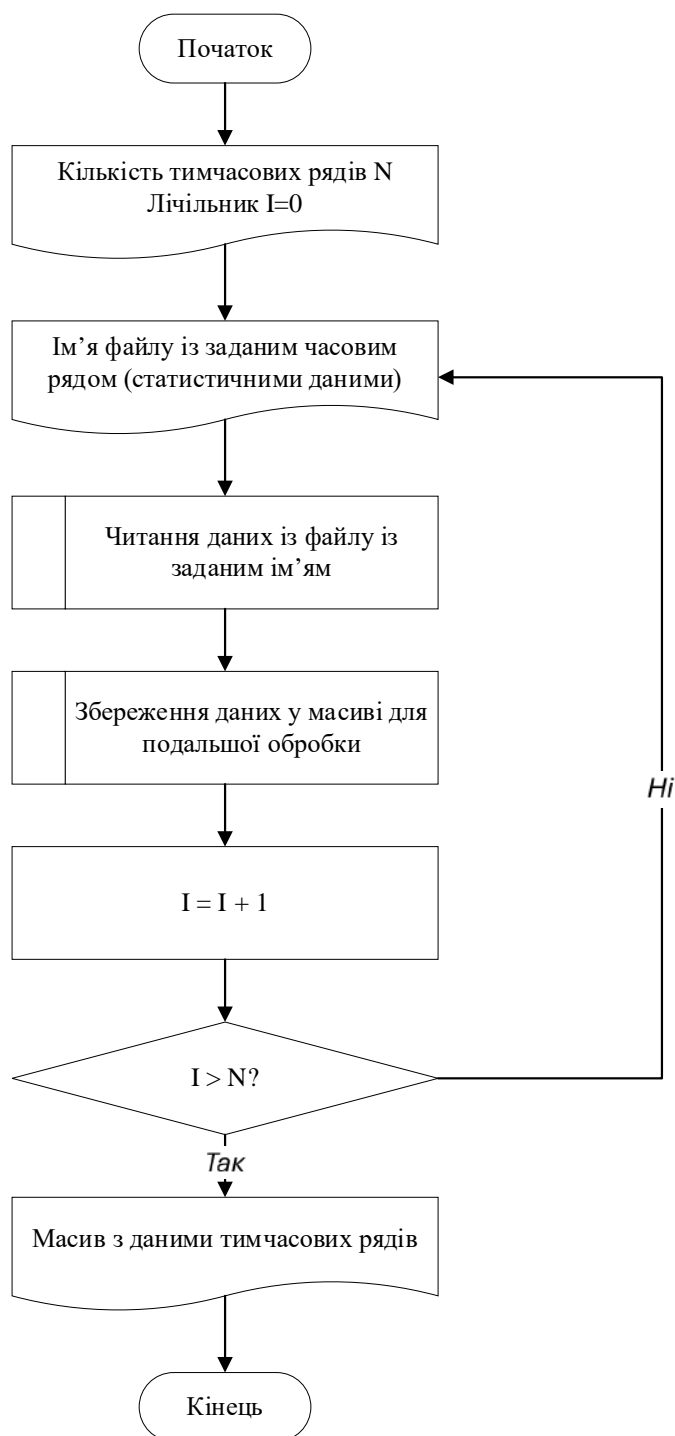 Початок
Кількість тимчасових рядів N
Лічільник I=0
Ім’я файлу із заданим часовим
рядом (статистичними даними)
Читання даних із файлу із
заданим ім’ям
Збереження даних у масиві для
подальшої обробки
Ні
I = I + 1
I > N?
Так
Масив з даними тимчасових рядів
Кінець